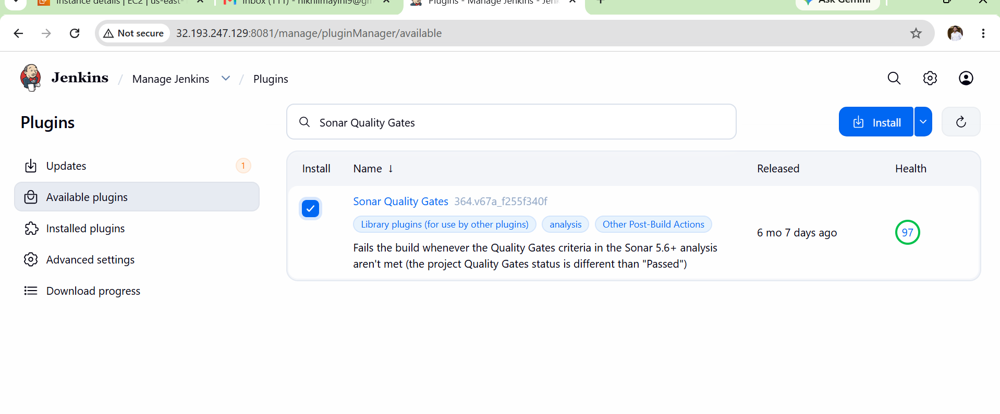 Instance details | EC2 | us-east-
Inbox (111) - nikhilmayini9@gm
Plugins - Manage Jenkins - Jenk
Ask Gemini
Not secure
32.193.247.129:8081/manage/pluginManager/available
Jenkins / Manage Jenkins / Plugins
Plugins
Sonar Quality Gates
Install
Updates
1
Available plugins
Installed plugins
Advanced settings
Download progress
Install Name ↓ Released Health
Sonar Quality Gates 364.v67a_f255f340f
Library plugins (for use by other plugins) analysis Other Post-Build Actions
Fails the build whenever the Quality Gates criteria in the Sonar 5.6+ analysis
aren't met (the project Quality Gates status is different than "Passed")
6 mo 7 days ago
97